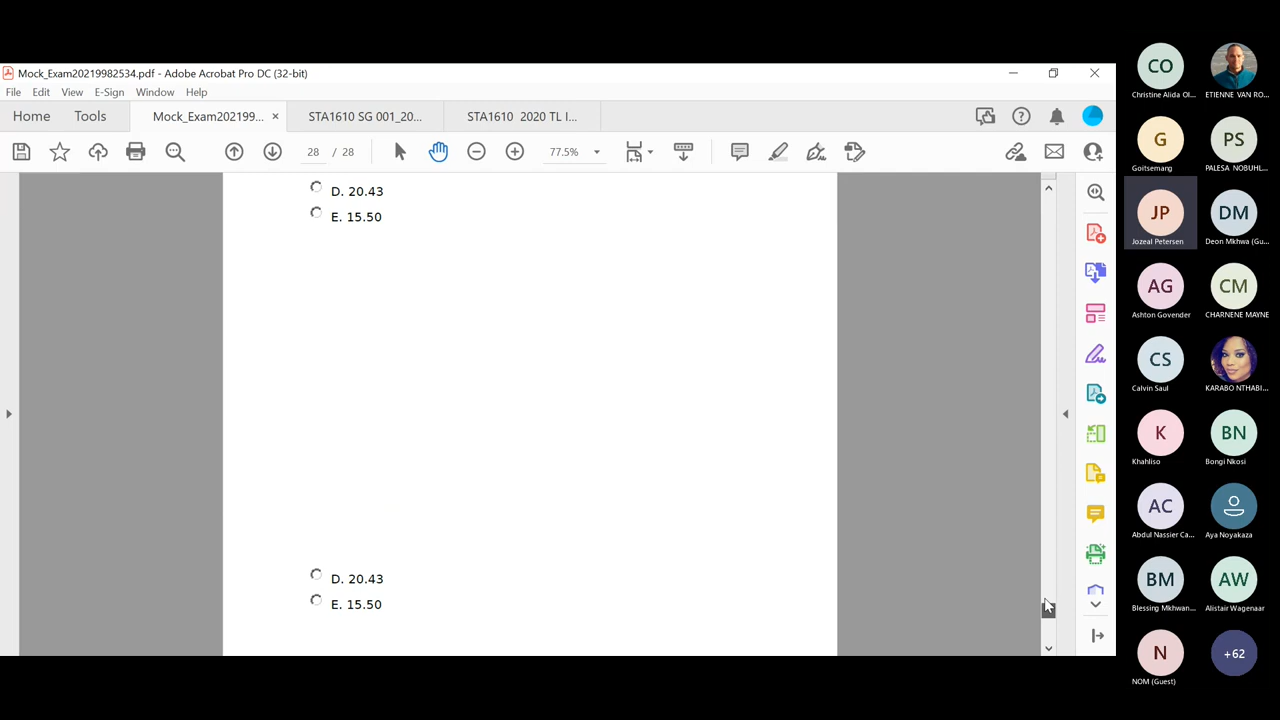 Mock_Exam20219982534.pdf - Adobe Acrobat Pro DC (32-bit)
File Edit View E-Sign Window Help
Home Tools Mock_Exam202199... × STA1610 SG 001_20... STA1610 2020 TL I...
28 / 28 77.5%
D. 20.43
E. 15.50
D. 20.43
E. 15.50
CO
Christine Alida Ol...
ETIENNE VAN RO...
G
Goitsemang
PS
PALESA NOBUHL...
JP
Jozeal Petersen
DM
Deon Mkhwa (Gu...
AG
Ashton Govender
CM
CHARNENE MAYNE
CS
Calvin Saul
KARABO NTHABI...
K
Khahliso
BN
Bongi Nkosi
AC
Abdul Nassier Ca...
Aya Noyakaza
BM
Blessing Mkhwan...
AW
Alistair Wagenaar
N
NOM (Guest)
+62